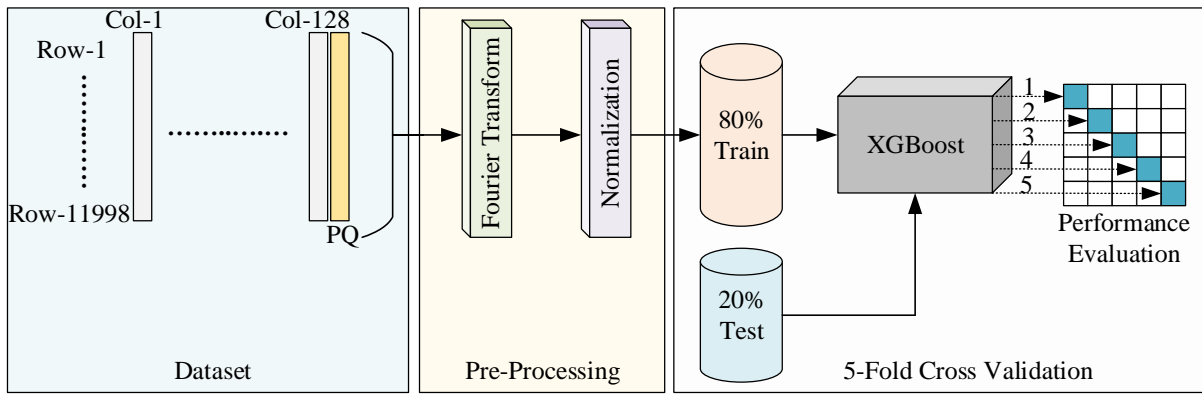 Col-1
Col-128
Row-1
Row-11998
PQ
Dataset
Fourier Transform
Normalization
Pre-Processing
80%
Train
20%
Test
XGBoost
1
2
3
4
5
Performance
Evaluation
5-Fold Cross Validation